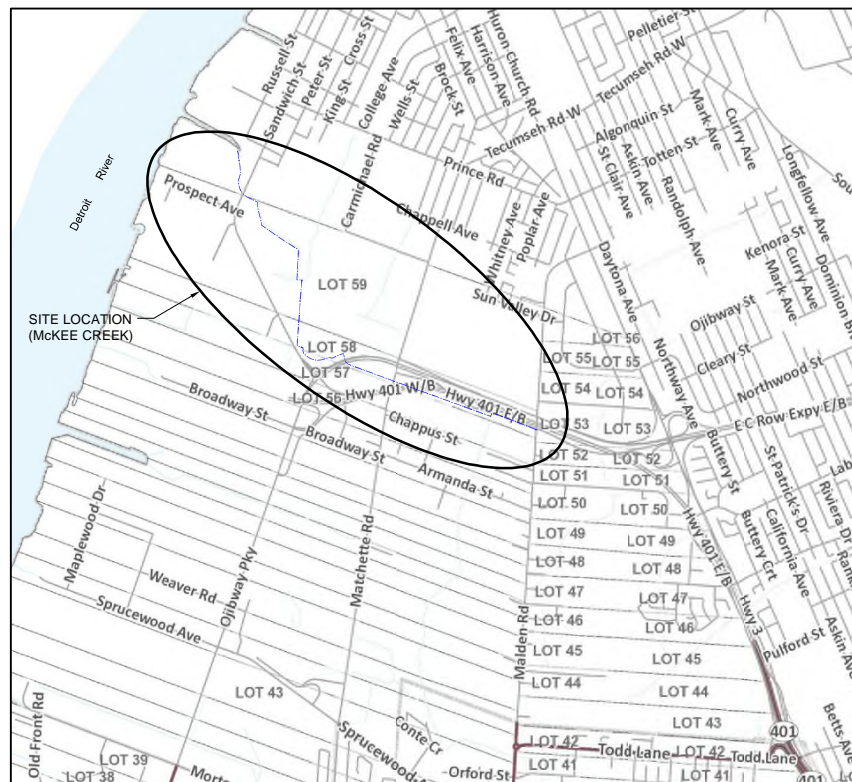 Pelletier St
Russell St
Cross St
Sandwich St
Peter St
King St
College Ave
Wells St
Felix Ave
Harrison Ave
Huron Church Rd
Brock St
Tecumseh Rd W
Tecumseh Rd W
Mark Ave
Curry Ave
Algonquin St
Totten St
Askin Ave
St Clair Ave
Randolph Ave
Longfellow Ave
Carmichael Rd
Prince Rd
Detroit River
Prospect Ave
Chappell Ave
Whitney Ave
Poplar Ave
Daytona Ave
Kenora St
Curry Ave
Mark Ave
Sun Valley Dr
Ojibway St
Cleary St
Northwood St
Northway Ave
SITE LOCATION
(McKEE CREEK)
LOT 59
LOT 58
LOT 57
LOT 56
LOT 56
LOT 55
LOT 55
LOT 54
LOT 54
LOT 53
LOT 53
LOT 52
LOT 52
LOT 51
LOT 51
LOT 50
LOT 50
LOT 49
LOT 49
LOT 48
LOT 48
LOT 47
LOT 47
LOT 46
LOT 46
LOT 45
LOT 45
LOT 44
LOT 44
LOT 43
LOT 42
LOT 42
LOT 41
LOT 41
Hwy 401 W/B
Hwy 401 E/B
E C Row Expy E/B
Broadway St
Broadway St
Chappus St
Armanda St
Buttery St
St Patrick's Dr
Riviera Dr
California Ave
Buttery Crt
Hwy 401 E/B
Hwy 3
Askin Ave
Pulford St
Maplewood Dr
Weaver Rd
Sprucewood Ave
Ojibway Pky
Matchette Rd
Malden Rd
LOT 43
Old Front Rd
LOT 39
LOT 38
Conte Cr
Orford St
Todd Lane
Todd Lane
401
Betts Ave
401